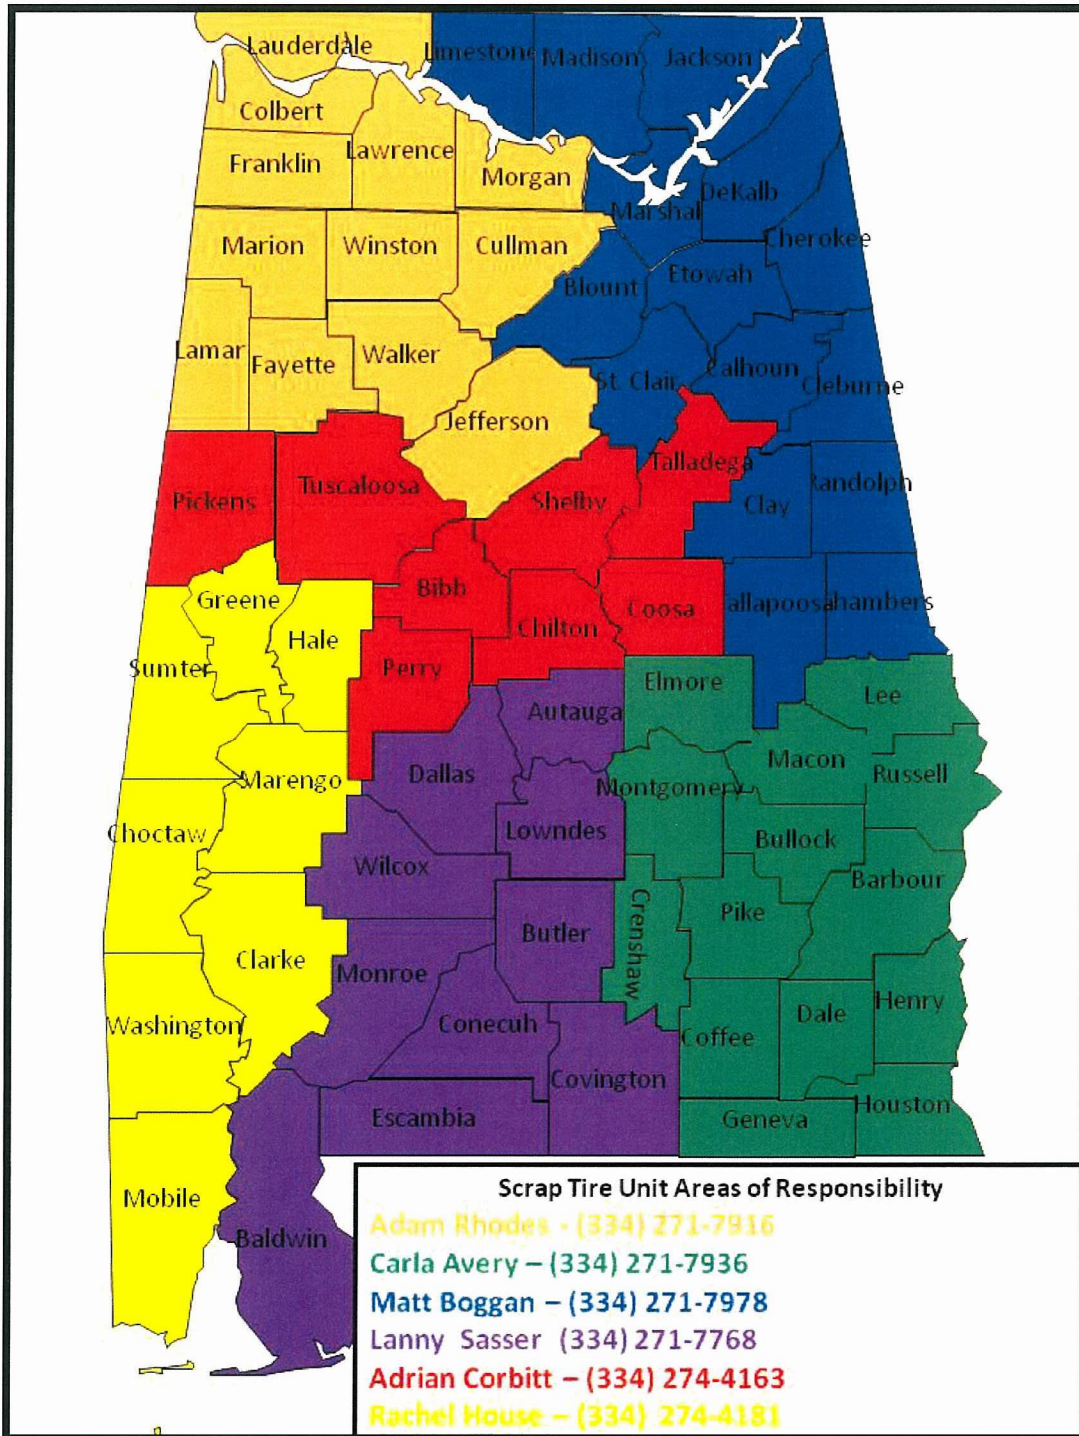 Lauderdale
Limestone
Madison
Jackson
Colbert
Lawrence
Franklin
Morgan
DeKalb
Marshal
Cherokee
Marion
Winston
Cullman
Etowah
Blount
Lamar
Fayette
Walker
St. Clair
Calhoun
Cleburne
Jefferson
Talladega
Pickens
Tuscaloosa
Shelby
Clay
Randolph
Greene
Bibb
Coosa
Tallapoosa
Chambers
Hale
Chilton
Sumter
Perry
Elmore
Lee
Autauga
Marengo
Dallas
Montgomery
Macon
Russell
Choctaw
Lowndes
Bullock
Wilcox
Barbour
Crenshaw
Pike
Butler
Clarke
Monroe
Henry
Washington
Conecuh
Dale
Coffee
Covington
Escambia
Geneva
Houston
Mobile
Baldwin
Scrap Tire Unit Areas of Responsibility
Adam Rhodes - (334) 271-7916
Carla Avery – (334) 271-7936
Matt Boggan – (334) 271-7978
Lanny Sasser (334) 271-7768
Adrian Corbitt – (334) 274-4163
Rachel House – (334) 274-4181